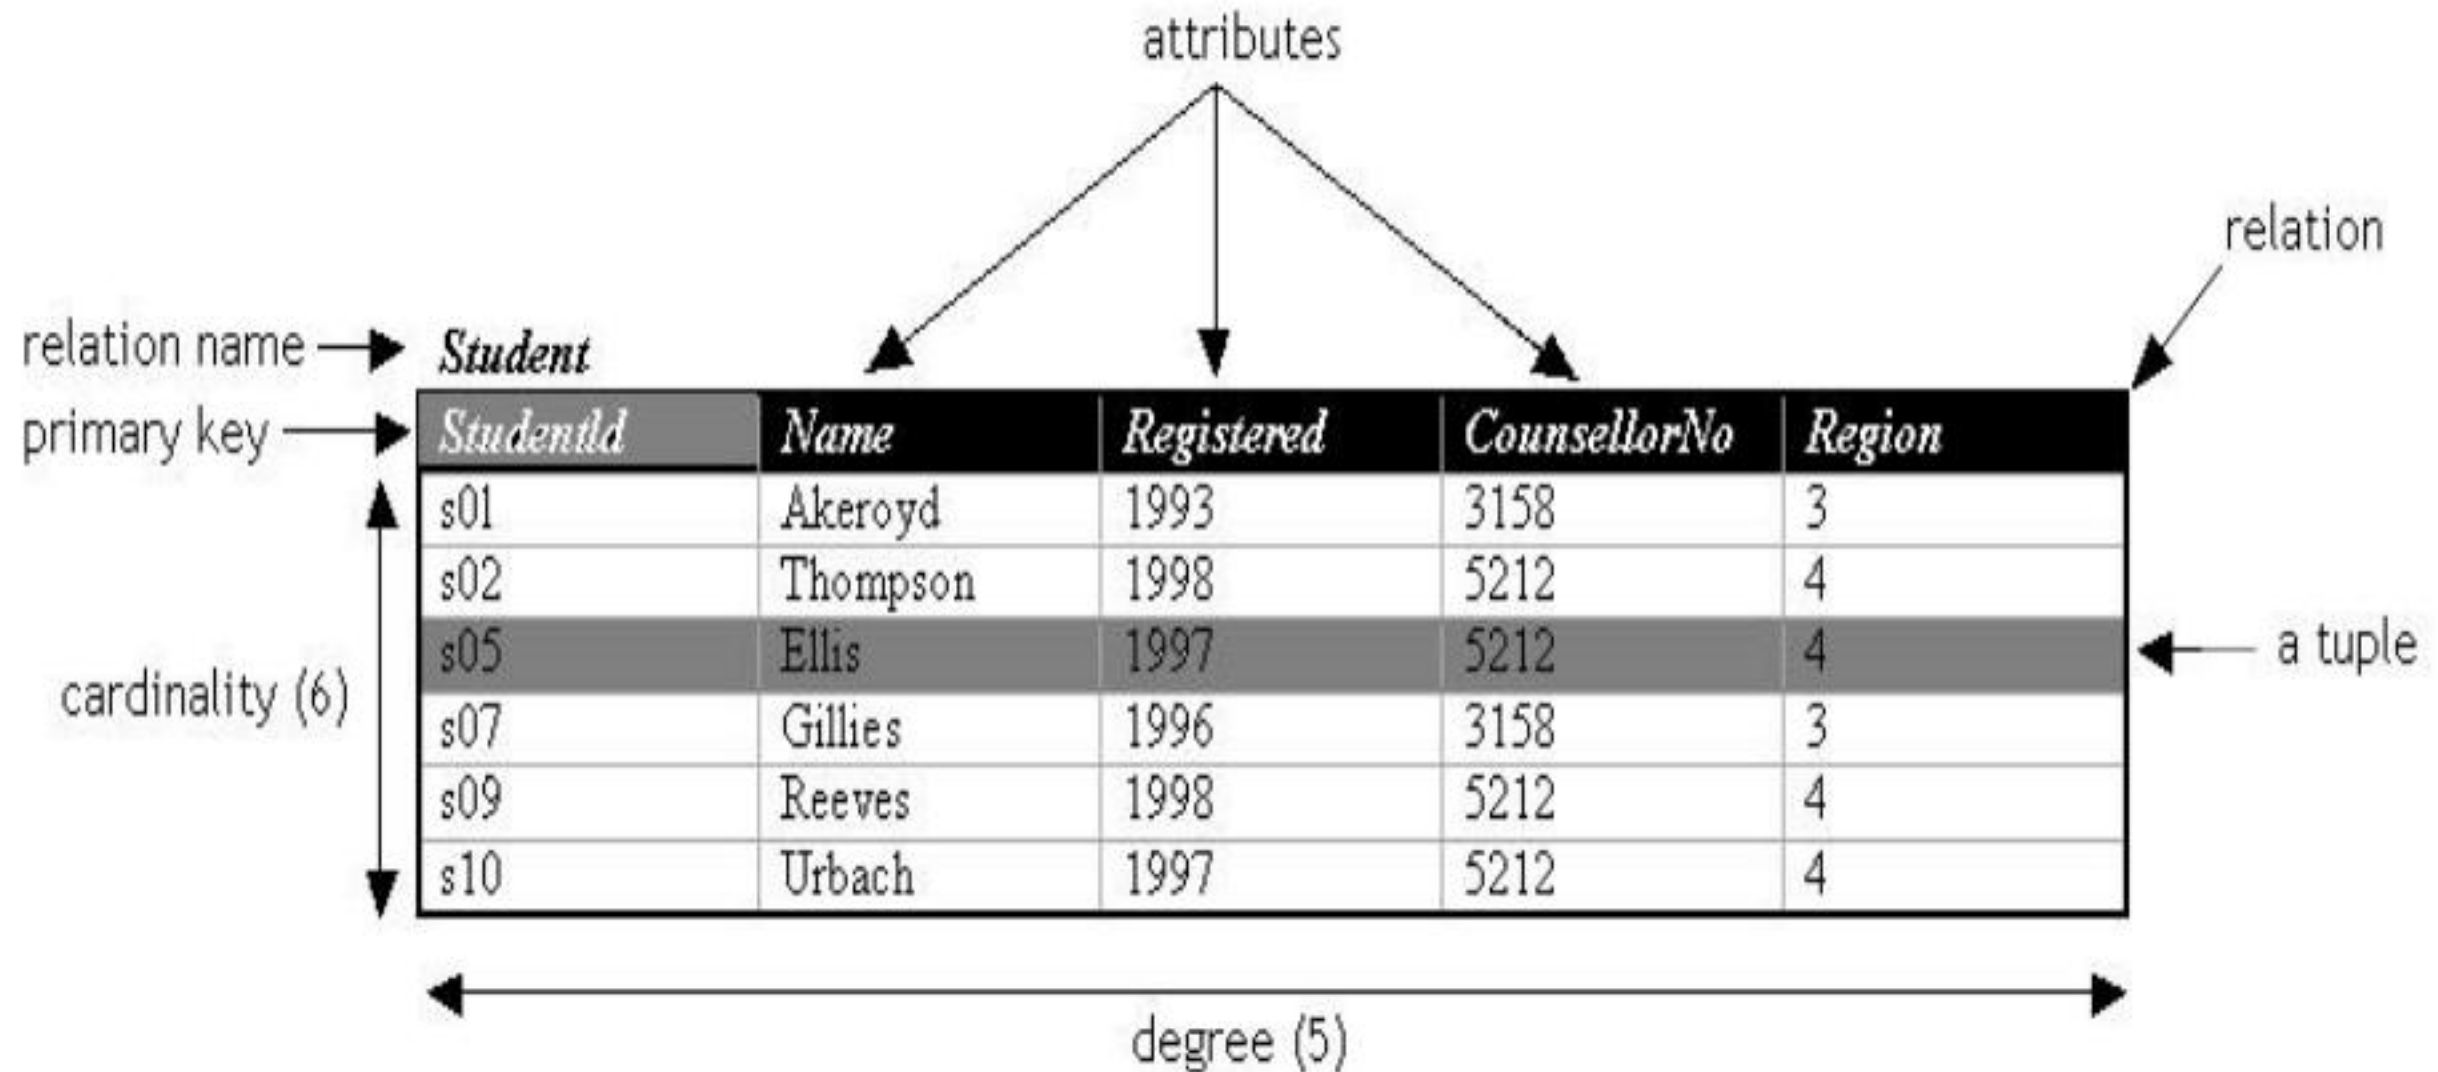 attributes
relation
relation name
Student
primary key
StudentId Name Registered CounsellorNo Region
s01 Akeroyd 1993 3158 3
s02 Thompson 1998 5212 4
s05 Ellis 1997 5212 4
a tuple
cardinality (6)
s07 Gillies 1996 3158 3
s09 Reeves 1998 5212 4
s10 Urbach 1997 5212 4
degree (5)